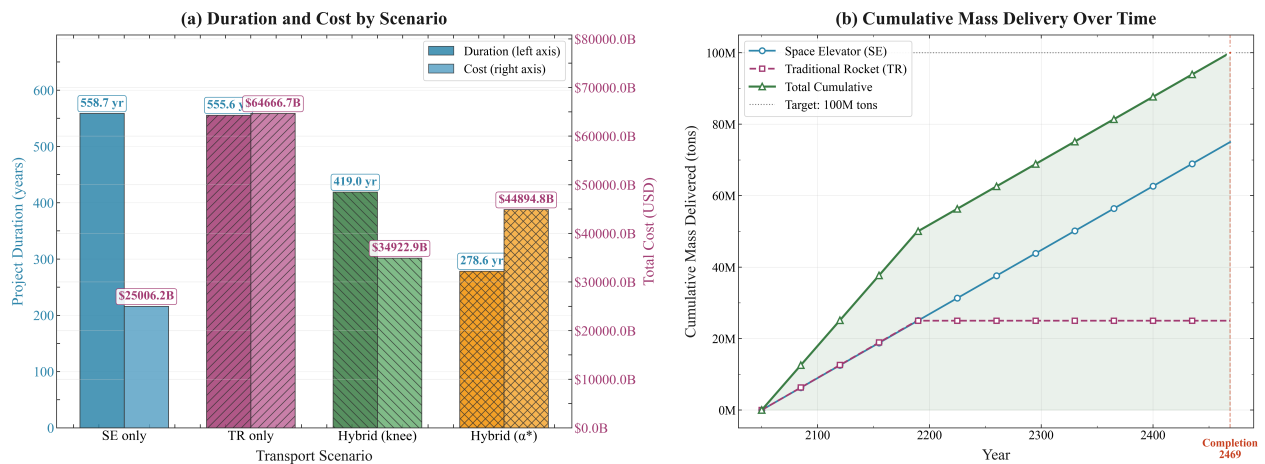 (a) Duration and Cost by Scenario
Duration (left axis)
Cost (right axis)
Project Duration (years)
600
500
400
300
200
100
0
558.7 yr
$25006.2B
555.6 y
$64666.7B
419.0 yr
$34922.9B
278.6 yr
$44894.8B
SE only
TR only
Hybrid (knee)
Hybrid (α*)
Transport Scenario
$80000.0B
$70000.0B
$60000.0B
$50000.0B
$40000.0B
$30000.0B
$20000.0B
$10000.0B
$0.0B
Total Cost (USD)
(b) Cumulative Mass Delivery Over Time
Space Elevator (SE)
Traditional Rocket (TR)
Total Cumulative
Target: 100M tons
Cumulative Mass Delivered (tons)
100M
80M
60M
40M
20M
0M
2100
2200
2300
2400
Completion
2469
Year